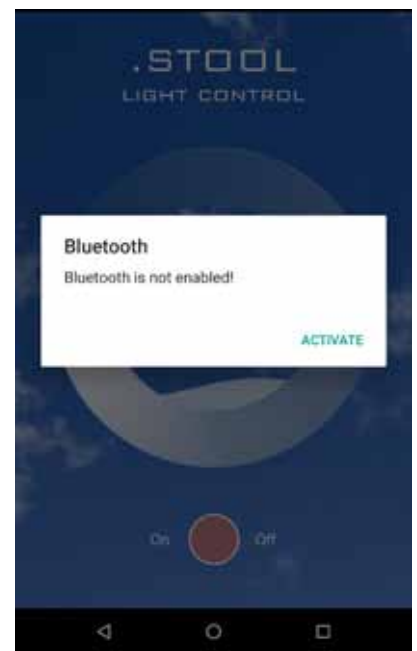 .STOOL
LIGHT CONTROL
Bluetooth
Bluetooth is not enabled!
ACTIVATE
On Off